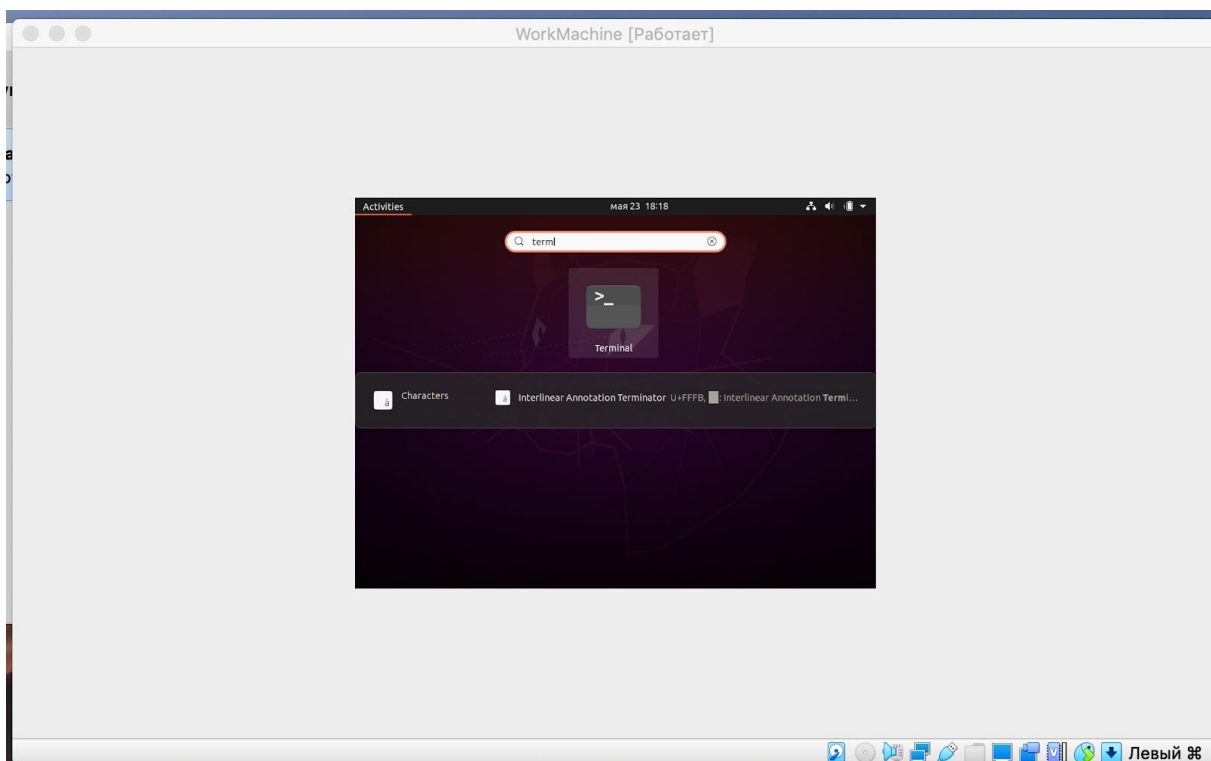 WorkMachine [Работает]
Activities
мая 23 18:18
term
>_
Terminal
Characters
Interlinear Annotation Terminator U+FFFB, : Interlinear Annotation Termi…
Левый ⌘